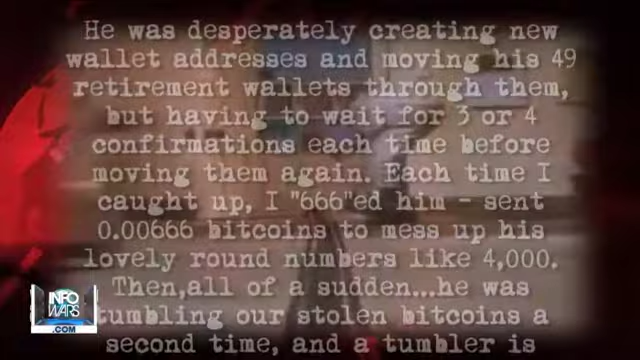 He was desperately creating new
wallet addresses and moving his 49
retirement wallets through them,
but having to wait for 3 or 4
confirmations each time before
moving them again. Each time I
caught up, I "666"ed him - sent
0.00666 bitcoins to mess up his
lovely round numbers like 4,000.
Then,all of a sudden...he was
tumbling our stolen bitcoins a
second time, and a tumbler is
INFO
WARS
.COM